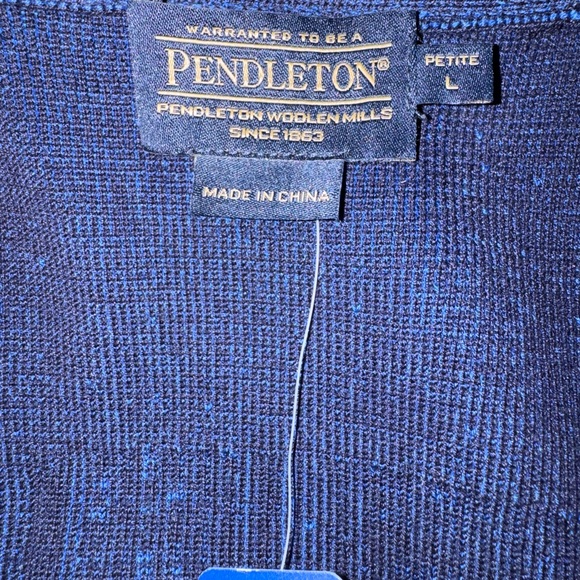 WARRANTED TO BE A
PENDLETON®
PENDLETON WOOLEN MILLS
SINCE 1863
PETITE
L
MADE IN CHINA